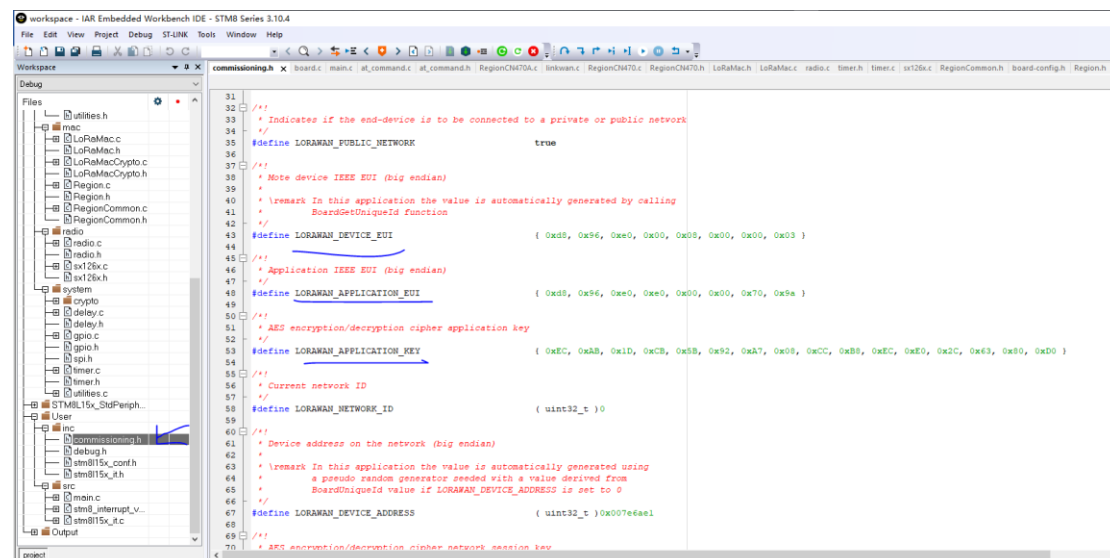 workspace - IAR Embedded Workbench IDE - STM8 Series 3.10.4
File Edit View Project Debug ST-LINK Tools Window Help
Workspace
commissioning.h x board.c main.c at_command.c at_command.h RegionCN470A.c linkwan.c RegionCN470.c RegionCN470.h LoRaMac.h LoRaMac.c radio.c timer.h timer.c sx126x.c RegionCommon.h board-config.h Region.h
Debug
Files
utilities.h
mac
LoRaMac.c
LoRaMac.h
LoRaMacCrypto.c
LoRaMacCrypto.h
Region.c
Region.h
RegionCommon.c
RegionCommon.h
radio
radio.c
radio.h
sx126x.c
sx126x.h
system
crypto
delay.c
delay.h
gpio.c
gpio.h
spi.h
timer.c
timer.h
utilities.c
STM8L15x_StdPeriph...
User
inc
commissioning.h
debug.h
stm8l15x_conf.h
stm8l15x_it.h
src
main.c
stm8_interrupt_v...
stm8l15x_it.c
Output
project
31
32 /*!
33 * Indicates if the end-device is to be connected to a private or public network
34 */
35 #define LORAWAN_PUBLIC_NETWORK true
36
37 /*!
38 * Mote device IEEE EUI (big endian)
39 *
40 * \remark In this application the value is automatically generated by calling
41 * BoardGetUniqueId function
42 */
43 #define LORAWAN_DEVICE_EUI { 0xd8, 0x96, 0xe0, 0x00, 0x08, 0x00, 0x00, 0x03 }
44
45 /*!
46 * Application IEEE EUI (big endian)
47 */
48 #define LORAWAN_APPLICATION_EUI { 0xd8, 0x96, 0xe0, 0xe0, 0x00, 0x00, 0x70, 0x9a }
49
50 /*!
51 * AES encryption/decryption cipher application key
52 */
53 #define LORAWAN_APPLICATION_KEY { 0xEC, 0xAB, 0x1D, 0xCB, 0x5B, 0x92, 0xA7, 0x08, 0xCC, 0xB8, 0xEC, 0xE0, 0x2C, 0x63, 0x80, 0xD0 }
54
55 /*!
56 * Current network ID
57 */
58 #define LORAWAN_NETWORK_ID ( uint32_t )0
59
60 /*!
61 * Device address on the network (big endian)
62 *
63 * \remark In this application the value is automatically generated using
64 * a pseudo random generator seeded with a value derived from
65 * BoardUniqueId value if LORAWAN_DEVICE_ADDRESS is set to 0
66 */
67 #define LORAWAN_DEVICE_ADDRESS ( uint32_t )0x007e6ae1
68
69 /*!
70 * AES encryption/decryption cipher network session key